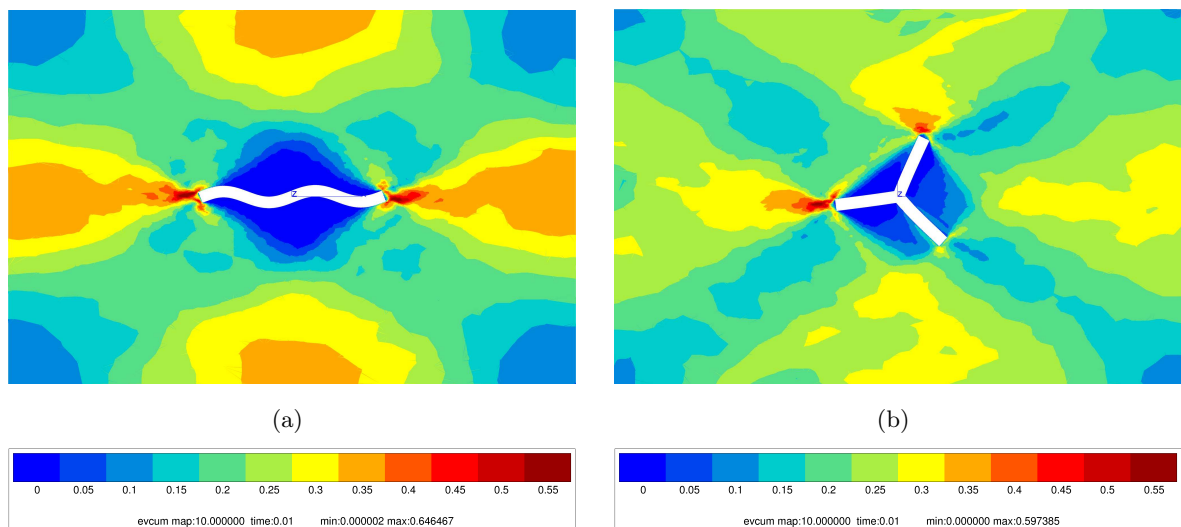 z
z
(a)
(b)
0 0.05 0.1 0.15 0.2 0.25 0.3 0.35 0.4 0.45 0.5 0.55
evcum map:10.000000 time:0.01 min:0.000002 max:0.646467
0 0.05 0.1 0.15 0.2 0.25 0.3 0.35 0.4 0.45 0.5 0.55
evcum map:10.000000 time:0.01 min:0.000000 max:0.597385